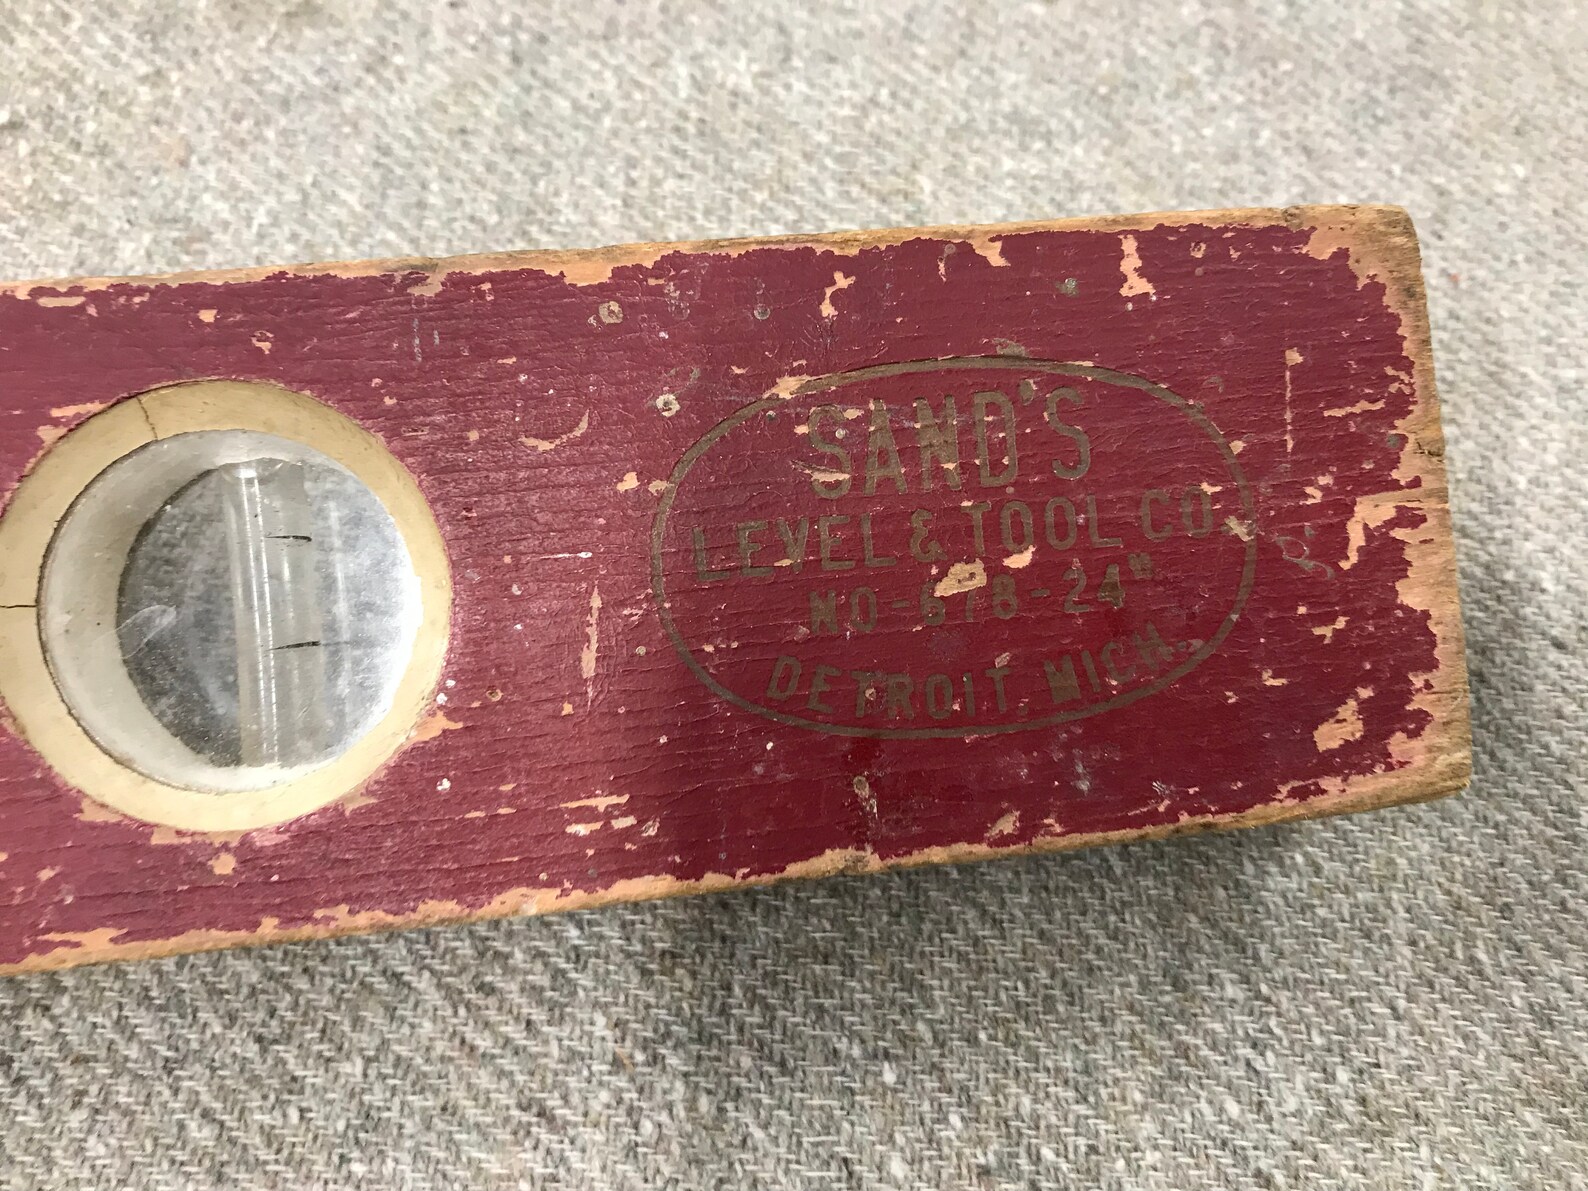 SAND'S
LEVEL & TOOL CO.
NO-678-24"
DETROIT, MICH.